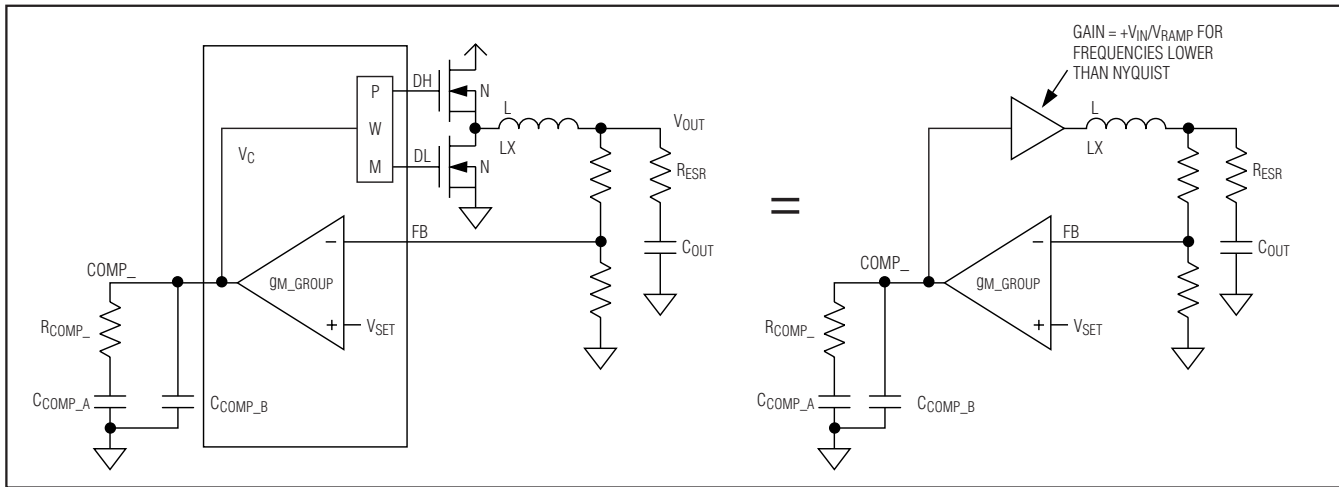 GAIN = +VIN/VRAMP FOR
FREQUENCIES LOWER
THAN NYQUIST
P
W
M
DH
DL
N
N
L
LX
VOUT
RESR
COUT
VC
FB
COMP_
gM_GROUP
VSET
RCOMP_
CCOMP_A
CCOMP_B
=
L
LX
RESR
COUT
FB
COMP_
gM_GROUP
VSET
RCOMP_
CCOMP_A
CCOMP_B